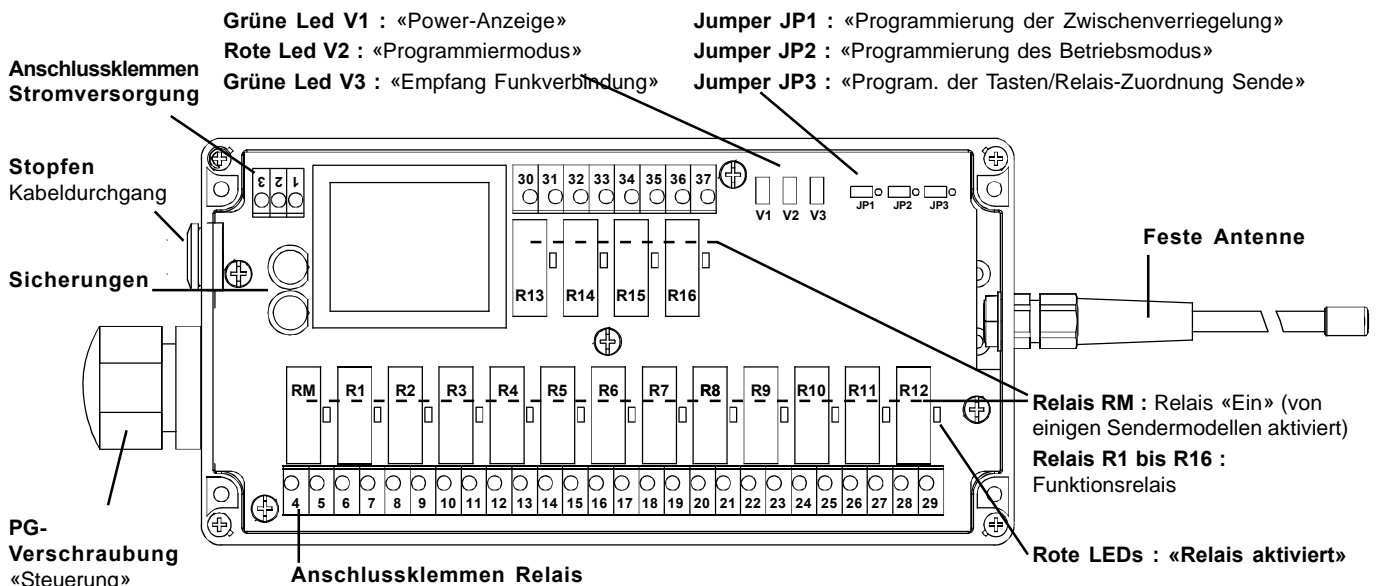 Grüne Led V1 : «Power-Anzeige»
Rote Led V2 : «Programmiermodus»
Grüne Led V3 : «Empfang Funkverbindung»
Jumper JP1 : «Programmierung der Zwischenverriegelung»
Jumper JP2 : «Programmierung des Betriebsmodus»
Jumper JP3 : «Program. der Tasten/Relais-Zuordnung Sende»
Anschlussklemmen
Stromversorgung
Stopfen
Kabeldurchgang
Sicherungen
PG-
Verschraubung
«Steuerung»
3 2 1
30 31 32 33 34 35 36 37
V1 V2 V3
JP1 JP2 JP3
R13 R14 R15 R16
RM R1 R2 R3 R4 R5 R6 R7 R8 R9 R10 R11 R12
4 5 6 7 8 9 10 11 12 13 14 15 16 17 18 19 20 21 22 23 24 25 26 27 28 29
Feste Antenne
Relais RM : Relais «Ein» (von
einigen Sendermodellen aktiviert)
Relais R1 bis R16 :
Funktionsrelais
Rote LEDs : «Relais aktiviert»
Anschlussklemmen Relais